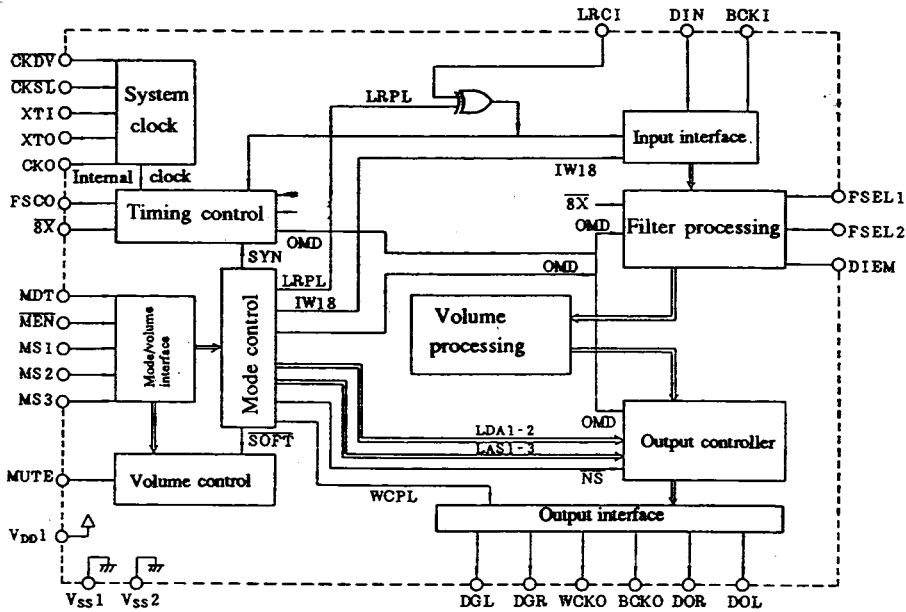 LRCI DIN BCKI
CKDV
CKSL
XTI
XTO
CKO
System
clock
Internal clock
LRPL
Input interface
IW18
FSCO
8X
Timing control
SYN
OMD
8X
OMD
Filter processing
FSEL1
FSEL2
DIEM
OMD
LRPL
IW18
MDT
MEN
MS1
MS2
MS3
Mode/volume
interface
Mode control
Volume
processing
LDA1-2
LAS1-3
OMD
NS
Output controller
SOFT
MUTE
Volume control
WCPL
Output interface
VDD1
VSS1 VSS2
DGL DGR WCKO BCKO DOR DOL